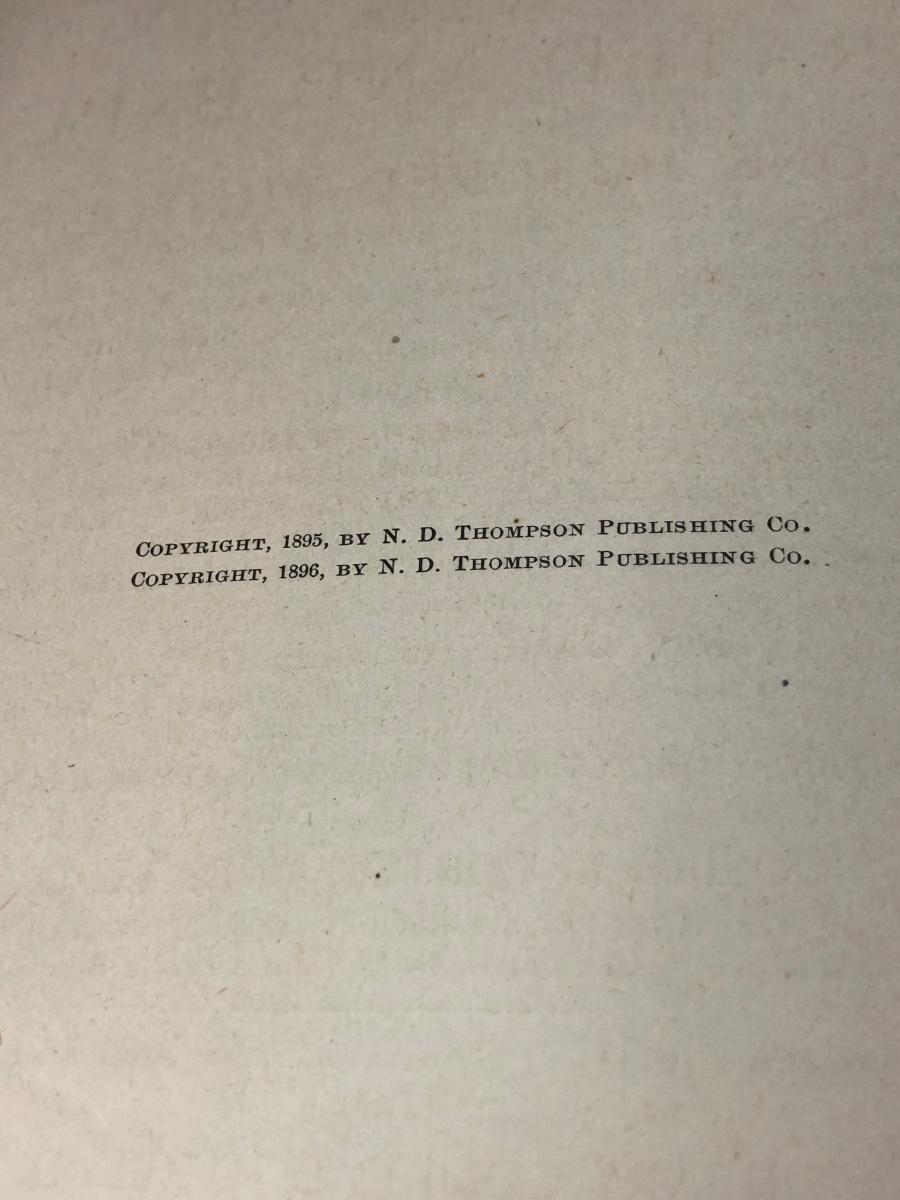 Copyright, 1895, by N. D. Thompson Publishing Co.
Copyright, 1896, by N. D. Thompson Publishing Co.